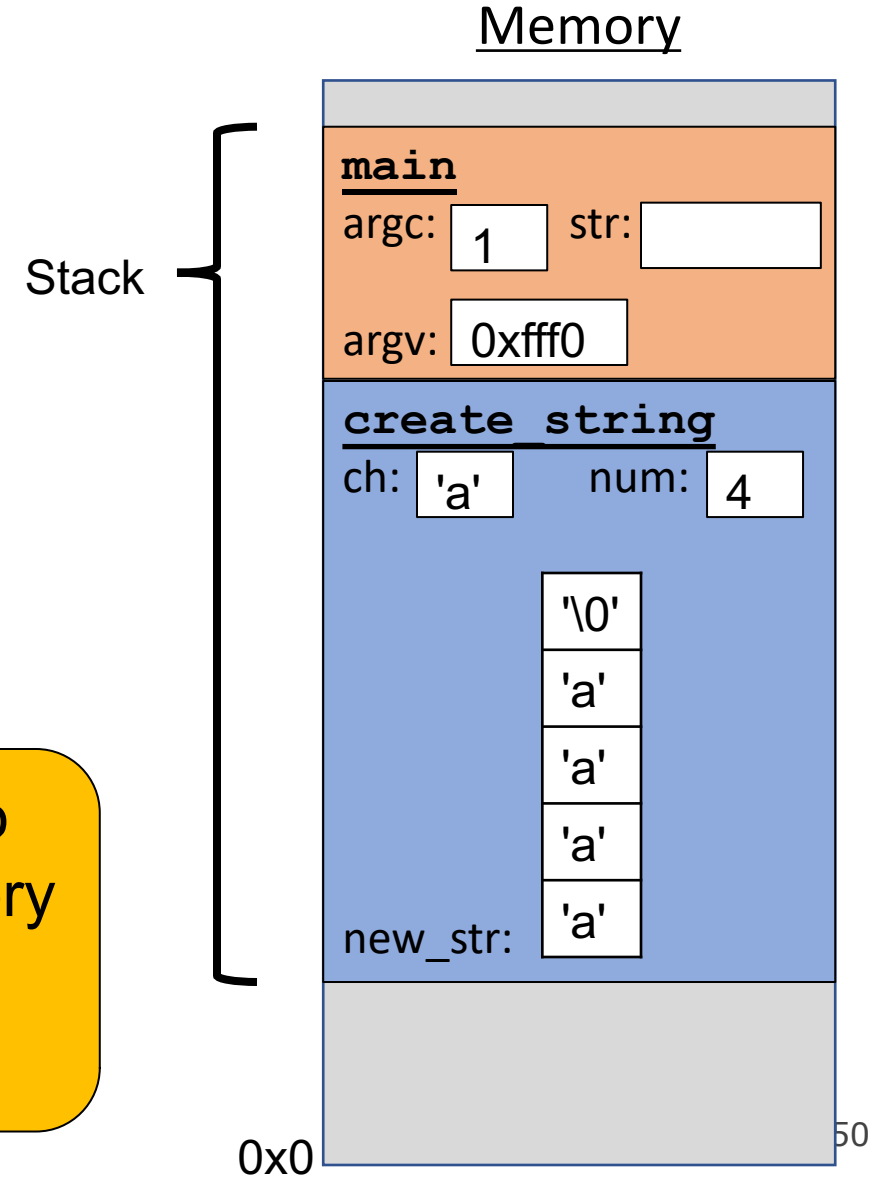 Memory
main
argc: 1 str:
Stack
argv: 0xfff0
create_string
ch: 'a' num: 4
'\0'
'a'
'a'
'a'
new_str: 'a'
0x0
50